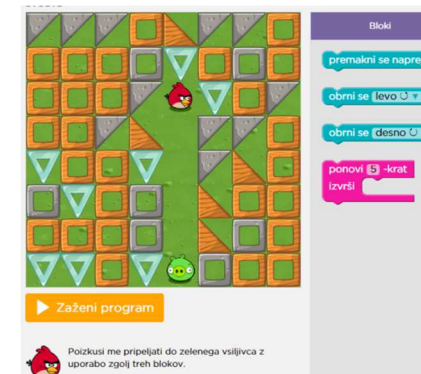 Bloki
premakni se napre
obrni se levo ↺ ▼
obrni se desno ↻
ponovi 5 -krat
izvrši
Zaženi program
Poizkusi me pripeljati do zelenega vsiljivca z
uporabo zgolj treh blokov.